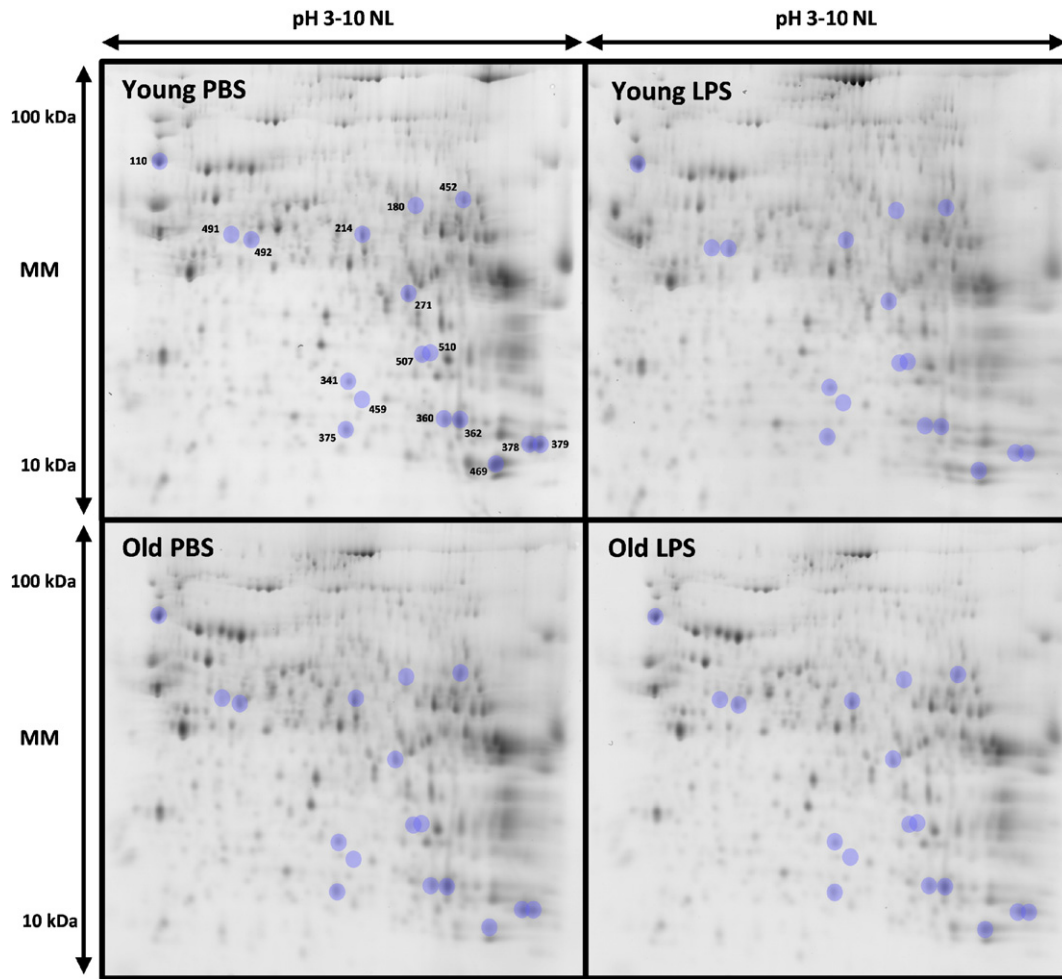 pH 3-10 NL
pH 3-10 NL
Young PBS
Young LPS
100 kDa
110
452
180
491
214
492
MM
271
510
507
341
459
360
375
362
378
379
10 kDa
469
Old PBS
Old LPS
100 kDa
MM
10 kDa